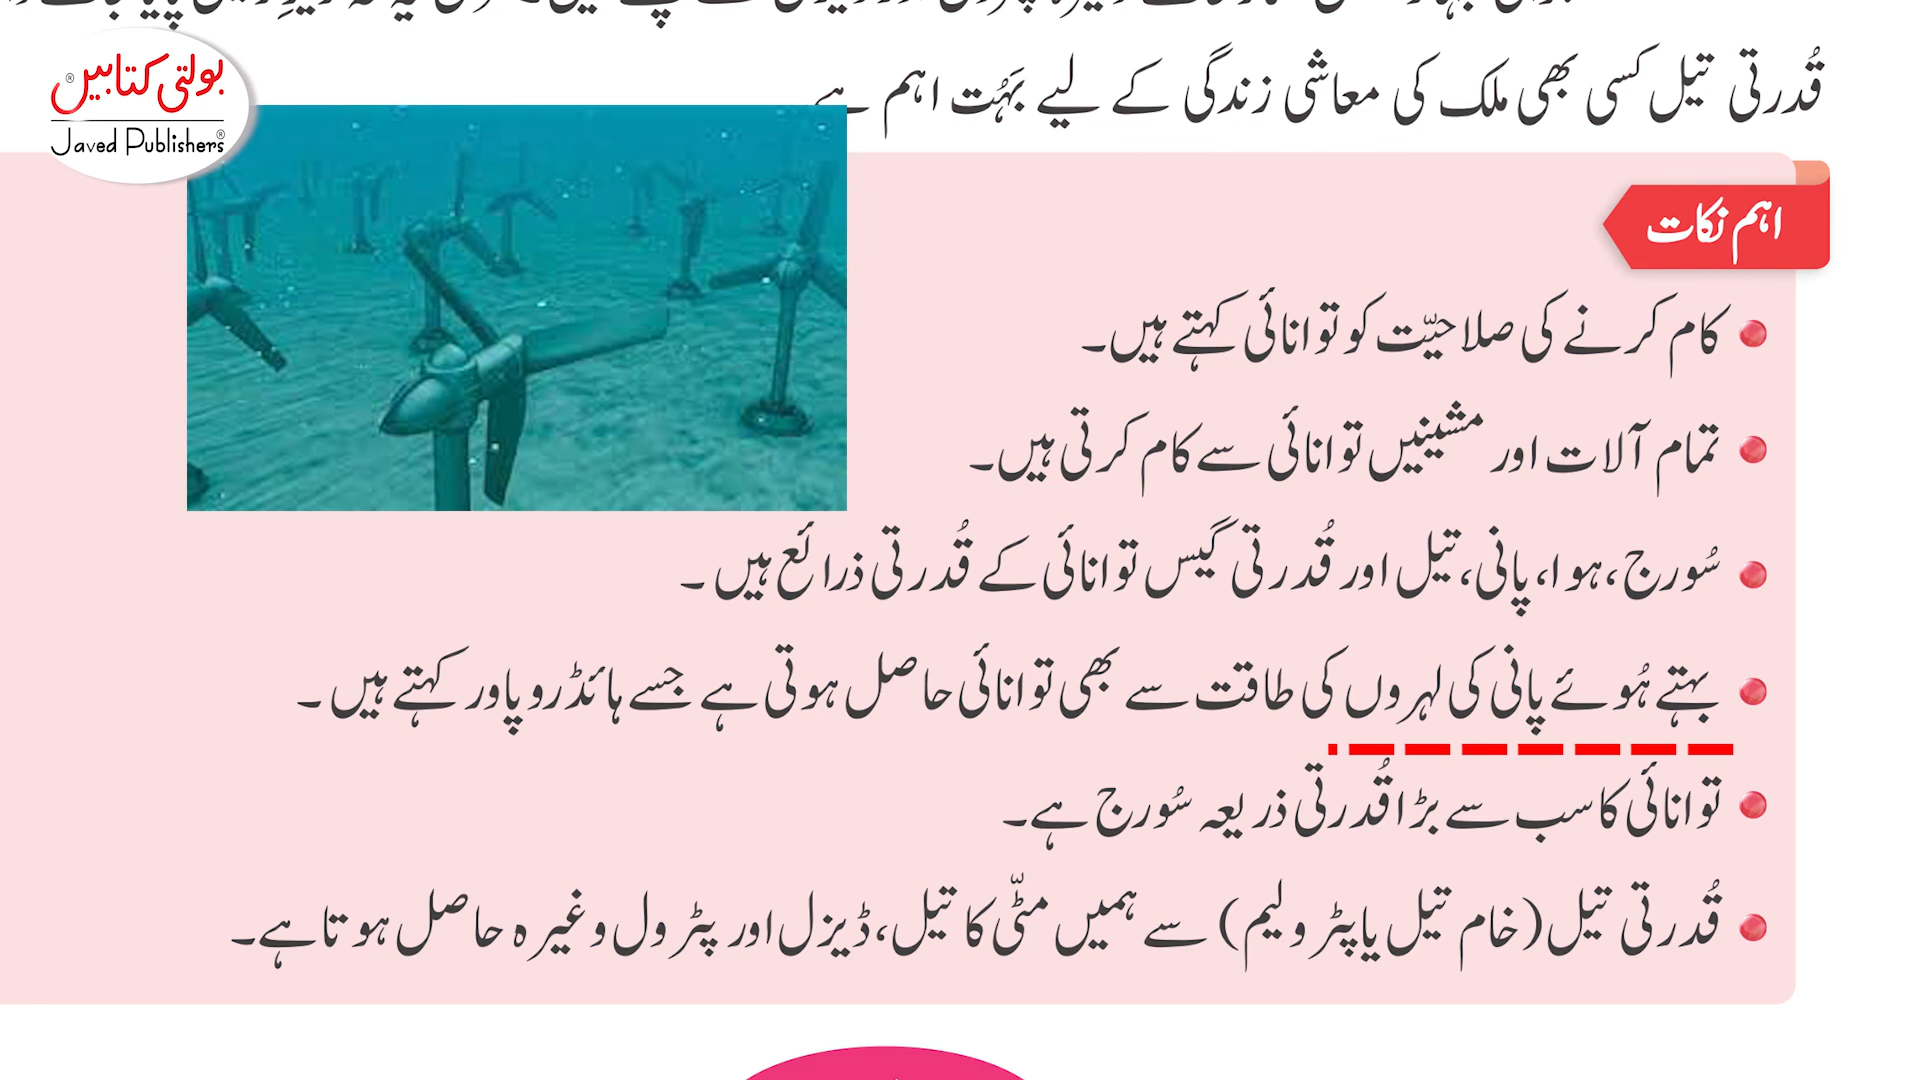 قُدرتی تیل کسی بھی ملک کی معاشی زندگی کے لیے بَہُت اہم ہے
بولتی کتابیں®
Javed Publishers®
اہم نکات
کام کرنے کی صلاحیّت کو توانائی کہتے ہیں۔
تمام آلات اور مشینیں توانائی سے کام کرتی ہیں۔
سُورج، ہوا، پانی، تیل اور قُدرتی گیس توانائی کے قُدرتی ذرائع ہیں۔
بہتے ہُوئے پانی کی لہروں کی طاقت سے بھی توانائی حاصل ہوتی ہے جسے ہائڈرو پاور کہتے ہیں۔
توانائی کا سب سے بڑا قُدرتی ذریعہ سُورج ہے۔
قُدرتی تیل (خام تیل یا پٹرولیم) سے ہمیں مٹّی کا تیل، ڈیزل اور پٹرول وغیرہ حاصل ہوتا ہے۔